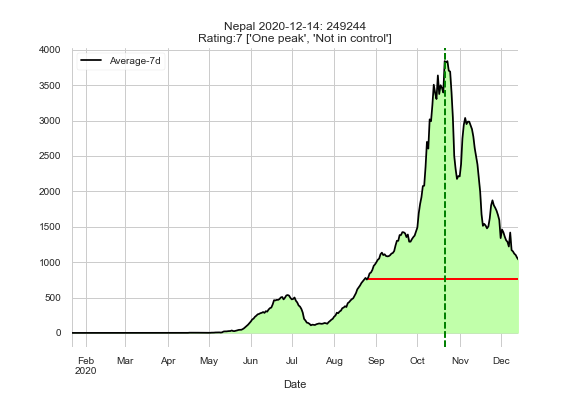 Nepal 2020-12-14: 249244
Rating:7 ['One peak', 'Not in control']
Average-7d
4000
3500
3000
2500
2000
1500
1000
500
0
Feb Mar Apr May Jun Jul Aug Sep Oct Nov Dec
2020
Date